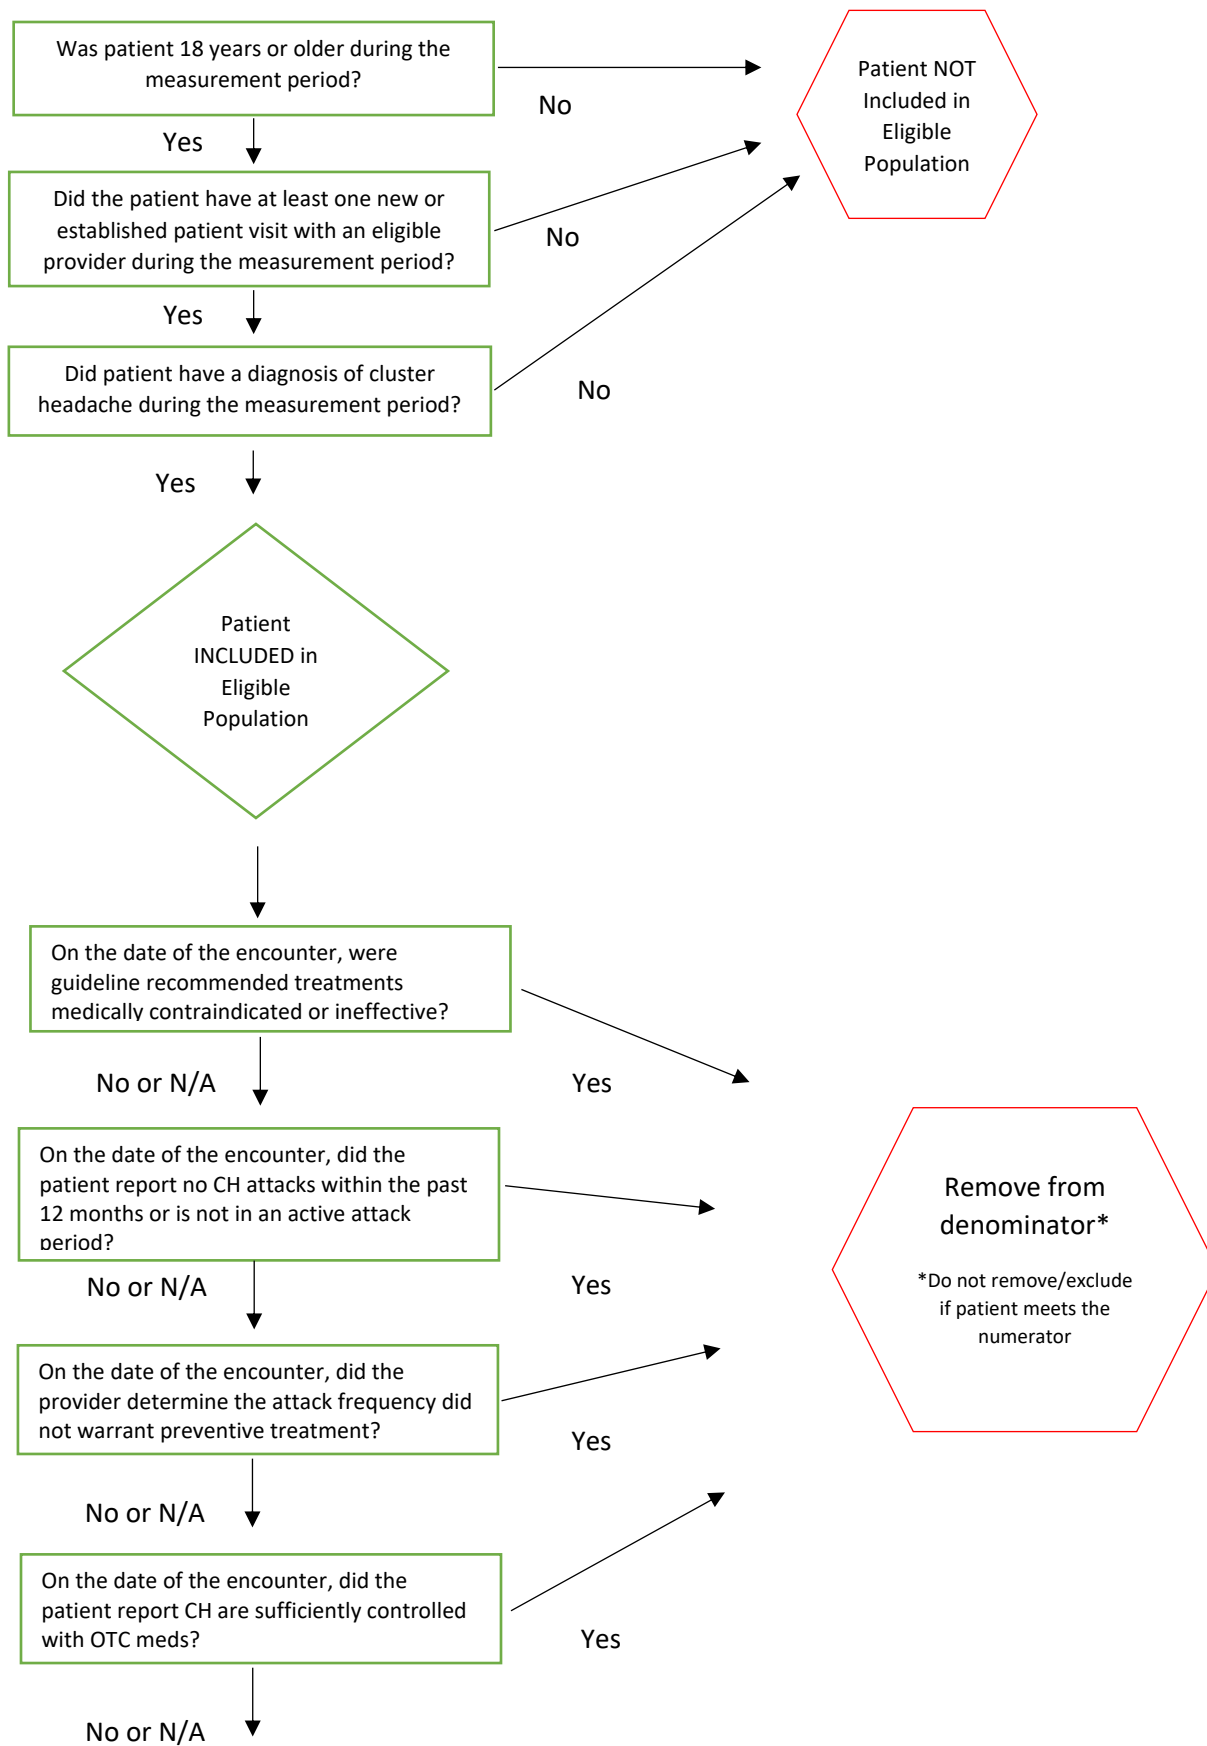 Was patient 18 years or older during the
measurement period?
No
Patient NOT
Included in
Eligible
Population
Yes
Did the patient have at least one new or
established patient visit with an eligible
provider during the measurement period?
No
Yes
Did patient have a diagnosis of cluster
headache during the measurement period?
No
Yes
Patient
INCLUDED in
Eligible
Population
On the date of the encounter, were
guideline recommended treatments
medically contraindicated or ineffective?
No or N/A
Yes
On the date of the encounter, did the
patient report no CH attacks within the past
12 months or is not in an active attack
period?
No or N/A
Yes
Remove from
denominator*
*Do not remove/exclude
if patient meets the
numerator
On the date of the encounter, did the
provider determine the attack frequency did
not warrant preventive treatment?
Yes
No or N/A
On the date of the encounter, did the
patient report CH are sufficiently controlled
with OTC meds?
Yes
No or N/A